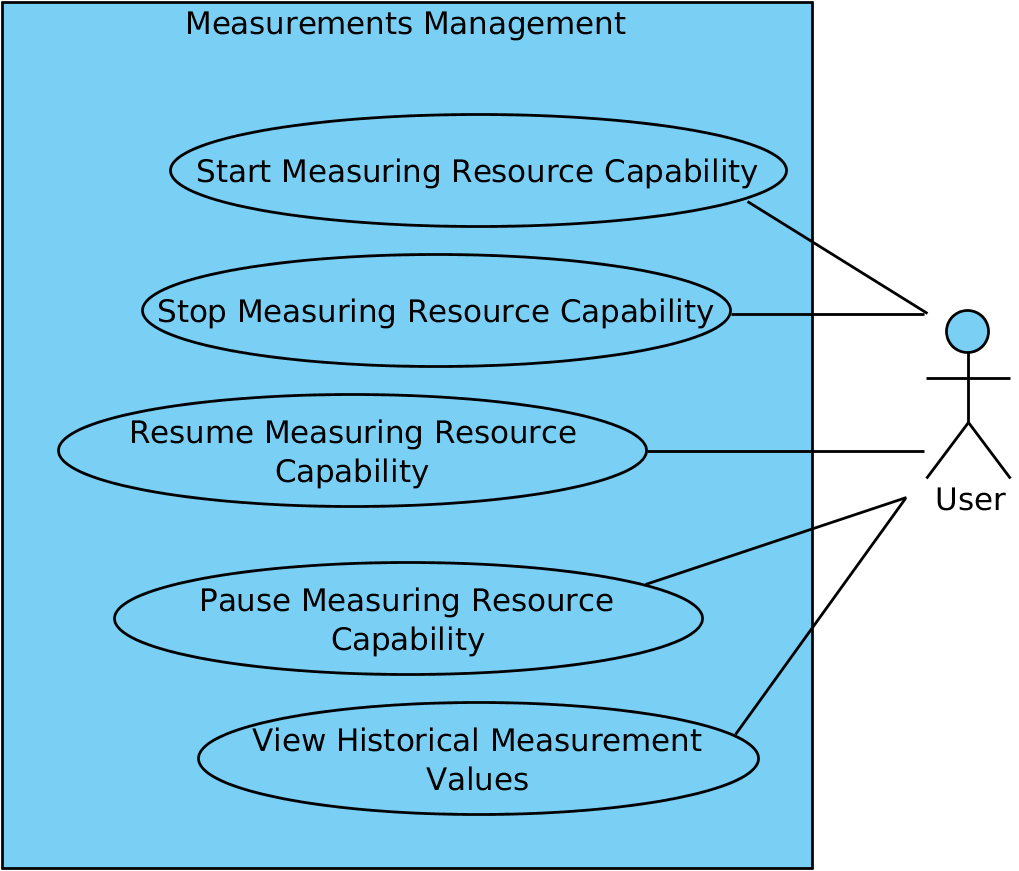 Measurements Management
Start Measuring Resource Capability
Stop Measuring Resource Capability
Resume Measuring Resource
Capability
User
Pause Measuring Resource
Capability
View Historical Measurement
Values